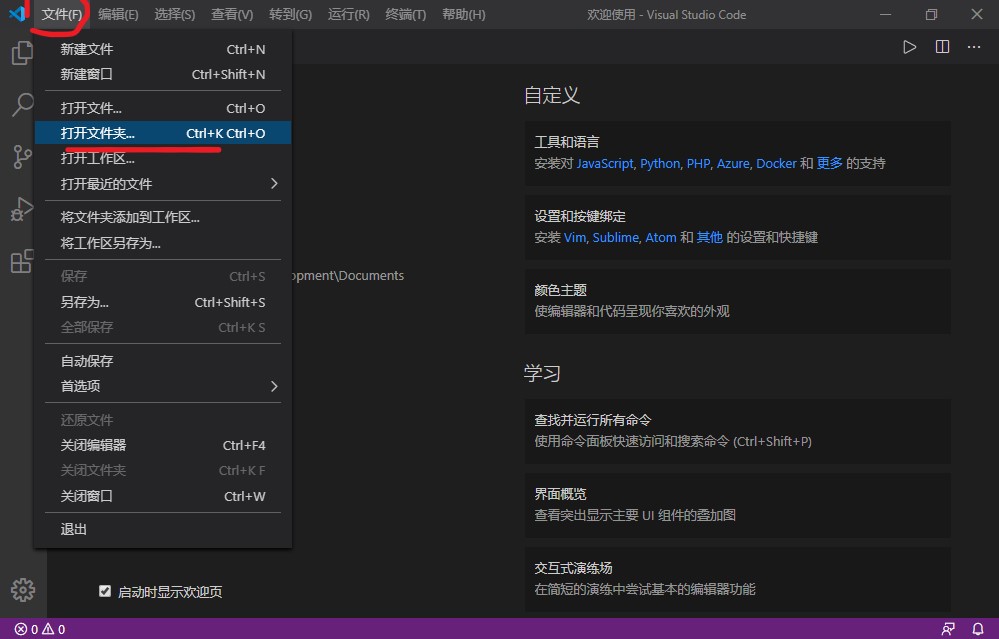 文件(F) 编辑(E) 选择(S) 查看(V) 转到(G) 运行(R) 终端(T) 帮助(H) 欢迎使用 - Visual Studio Code
新建文件 Ctrl+N
新建窗口 Ctrl+Shift+N
打开文件... Ctrl+O
打开文件夹... Ctrl+K Ctrl+O
打开工作区...
打开最近的文件
将文件夹添加到工作区...
将工作区另存为...
保存 Ctrl+S
另存为... Ctrl+Shift+S
全部保存 Ctrl+K S
自动保存
首选项
还原文件
关闭编辑器 Ctrl+F4
关闭文件夹 Ctrl+K F
关闭窗口 Ctrl+W
退出
opment\Documents
启动时显示欢迎页
自定义
工具和语言
安装对 JavaScript, Python, PHP, Azure, Docker 和 更多 的支持
设置和按键绑定
安装 Vim, Sublime, Atom 和 其他 的设置和快捷键
颜色主题
使编辑器和代码呈现你喜欢的外观
学习
查找并运行所有命令
使用命令面板快速访问和搜索命令 (Ctrl+Shift+P)
界面概览
查看突出显示主要 UI 组件的叠加图
交互式演练场
在简短的演练中尝试基本的编辑器功能
0 0